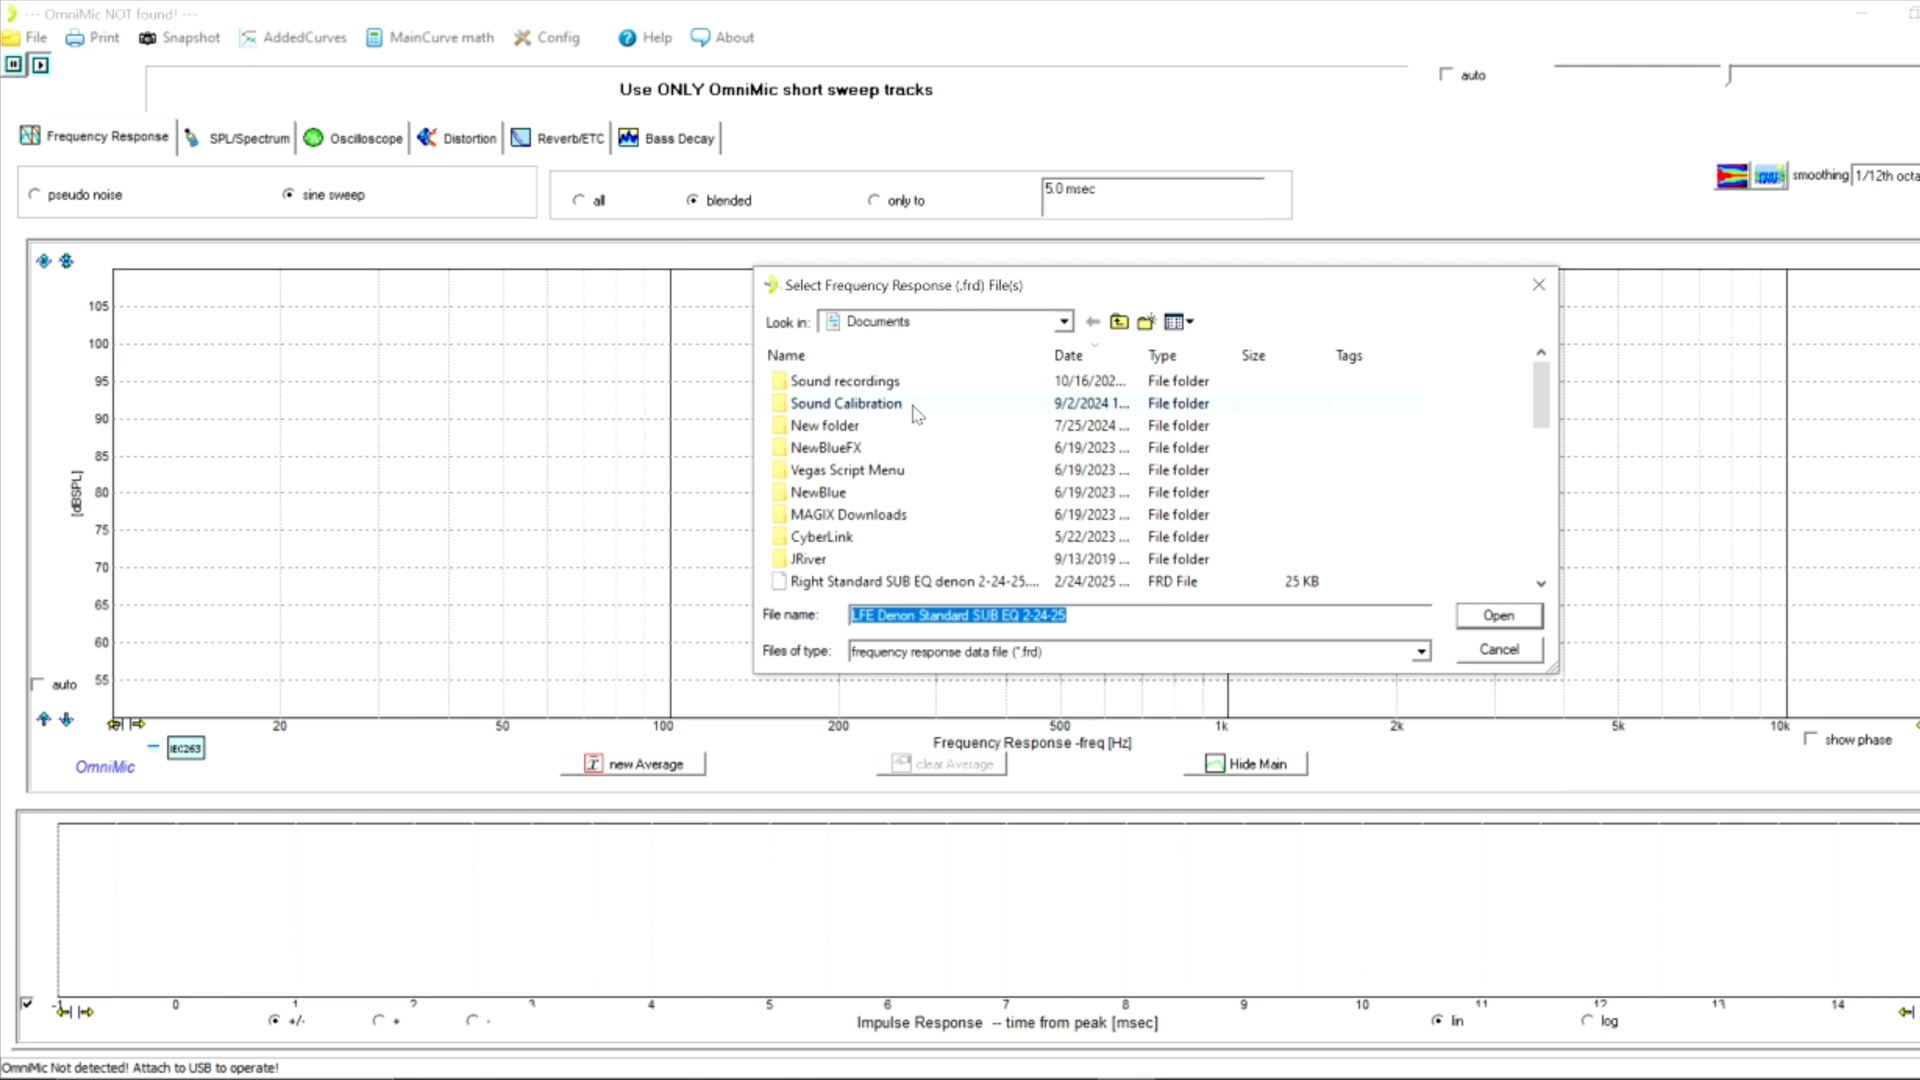 --- OmniMic NOT found! ---
File Print Snapshot AddedCurves MainCurve math Config Help About
Use ONLY OmniMic short sweep tracks
auto
Frequency Response SPL/Spectrum Oscilloscope Distortion Reverb/ETC Bass Decay
pseudo noise sine sweep
all blended only to 5.0 msec
smoothing 1/12th octa
Select Frequency Response (.frd) File(s)
Look in: Documents
Name Date Type Size Tags
Sound recordings 10/16/202... File folder
Sound Calibration 9/2/2024 1... File folder
New folder 7/25/2024 ... File folder
NewBlueFX 6/19/2023 ... File folder
Vegas Script Menu 6/19/2023 ... File folder
NewBlue 6/19/2023 ... File folder
MAGIX Downloads 6/19/2023 ... File folder
CyberLink 5/22/2023 ... File folder
JRiver 9/13/2019 ... File folder
Right Standard SUB EQ denon 2-24-25.... 2/24/2025 ... FRD File 25 KB
File name: LFE Denon Standard SUB EQ 2-24-25 Open
Files of type: frequency response data file (*.frd) Cancel
105
100
95
90
85
80
75
70
65
60
55
[dBSPL]
auto
20 50 100 200 500 1k 2k 5k 10k
Frequency Response -freq [Hz]
show phase
IEC263
OmniMic
new Average clear Average Hide Main
-1 0 1 2 3 4 5 6 7 8 9 10 11 12 13 14
+/- + -
Impulse Response -- time from peak [msec]
lin log
OmniMic Not detected! Attach to USB to operate!